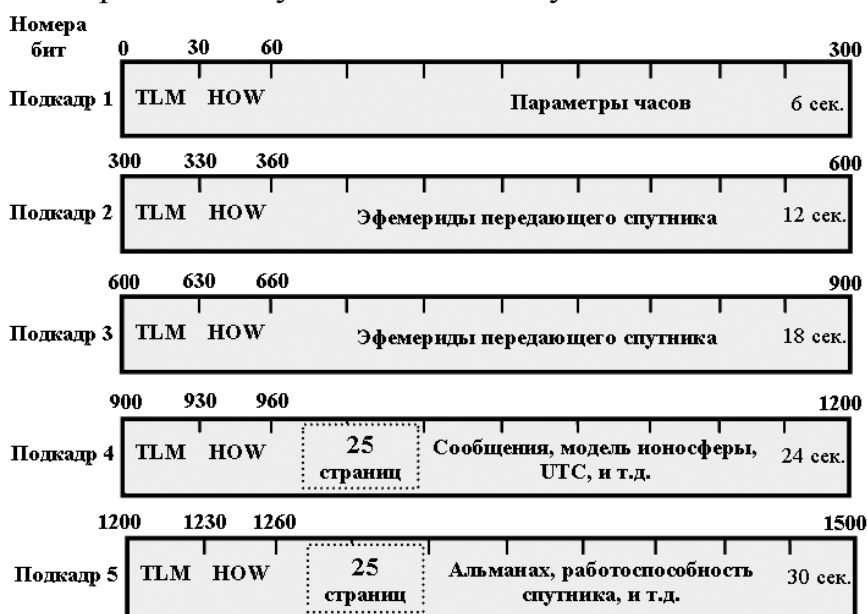 Номера
бит 0 30 60 300
Подкадр 1 TLM HOW Параметры часов 6 сек.
300 330 360 600
Подкадр 2 TLM HOW Эфемериды передающего спутника 12 сек.
600 630 660 900
Подкадр 3 TLM HOW Эфемериды передающего спутника 18 сек.
900 930 960 1200
Подкадр 4 TLM HOW 25 страниц Сообщения, модель ионосферы,
UTC, и т.д. 24 сек.
1200 1230 1260 1500
Подкадр 5 TLM HOW 25 страниц Альманах, работоспособность
спутника, и т.д. 30 сек.